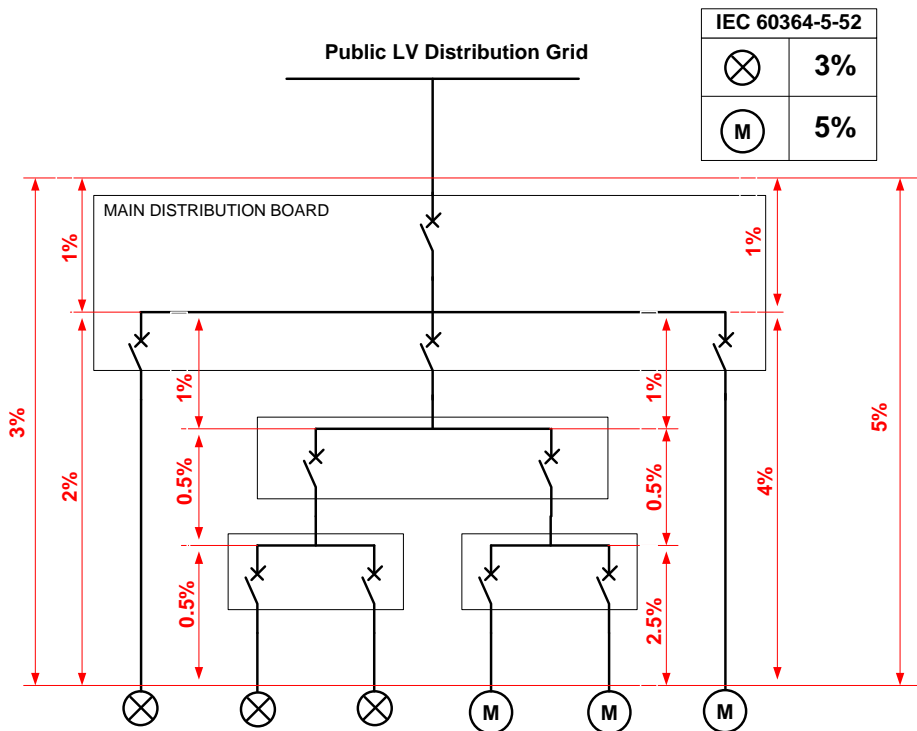 IEC 60364-5-52
3%
M
5%
Public LV Distribution Grid
MAIN DISTRIBUTION BOARD
1%
1%
3%
2%
1%
1%
4%
5%
0.5%
0.5%
0.5%
2.5%
M
M
M